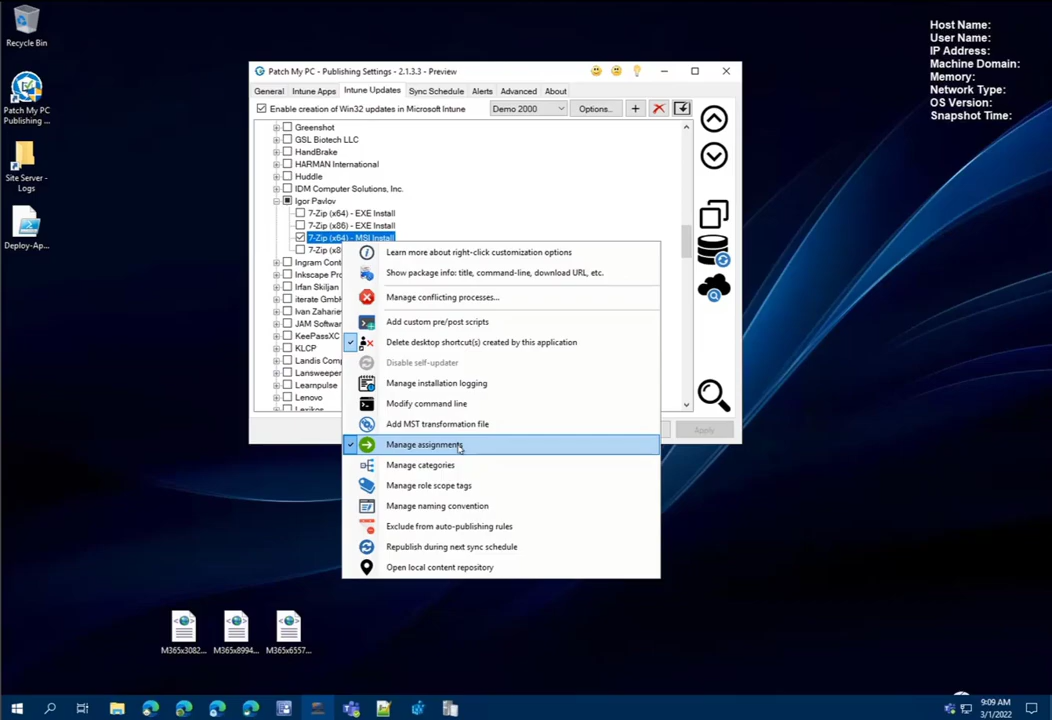 Recycle Bin
Patch My PC
Publishing ...
Site Server -
Logs
Deploy-Ap...
Host Name:
User Name:
IP Address:
Machine Domain:
Memory:
Network Type:
OS Version:
Snapshot Time:
Patch My PC - Publishing Settings - 2.1.3.3 - Preview
General
Intune Apps
Intune Updates
Sync Schedule
Alerts
Advanced
About
Enable creation of Win32 updates in Microsoft Intune
Demo 2000
Options...
Greenshot
GSL Biotech LLC
HandBrake
HARMAN International
Huddle
IDM Computer Solutions, Inc.
Igor Pavlov
7-Zip (x64) - EXE Install
7-Zip (x86) - EXE Install
7-Zip (x64) - MSI Install
7-Zip (x8
Ingram Cont
Inkscape Pro
Irfan Skiljan
iterate GmbH
Ivan Zahariev
JAM Softwar
KeePassXC
KLCP
Landis Comp
Lansweeper
Learnpulse
Lenovo
Lexikos
Learn more about right-click customization options
Show package info: title, command-line, download URL, etc.
Manage conflicting processes...
Add custom pre/post scripts
Delete desktop shortcut(s) created by this application
Disable self-updater
Manage installation logging
Modify command line
Add MST transformation file
Manage assignments
Manage categories
Manage role scope tags
Manage naming convention
Exclude from auto-publishing rules
Republish during next sync schedule
Open local content repository
Apply
M365x3082...
M365x8994...
M365x6557...
9:09 AM
3/1/2022